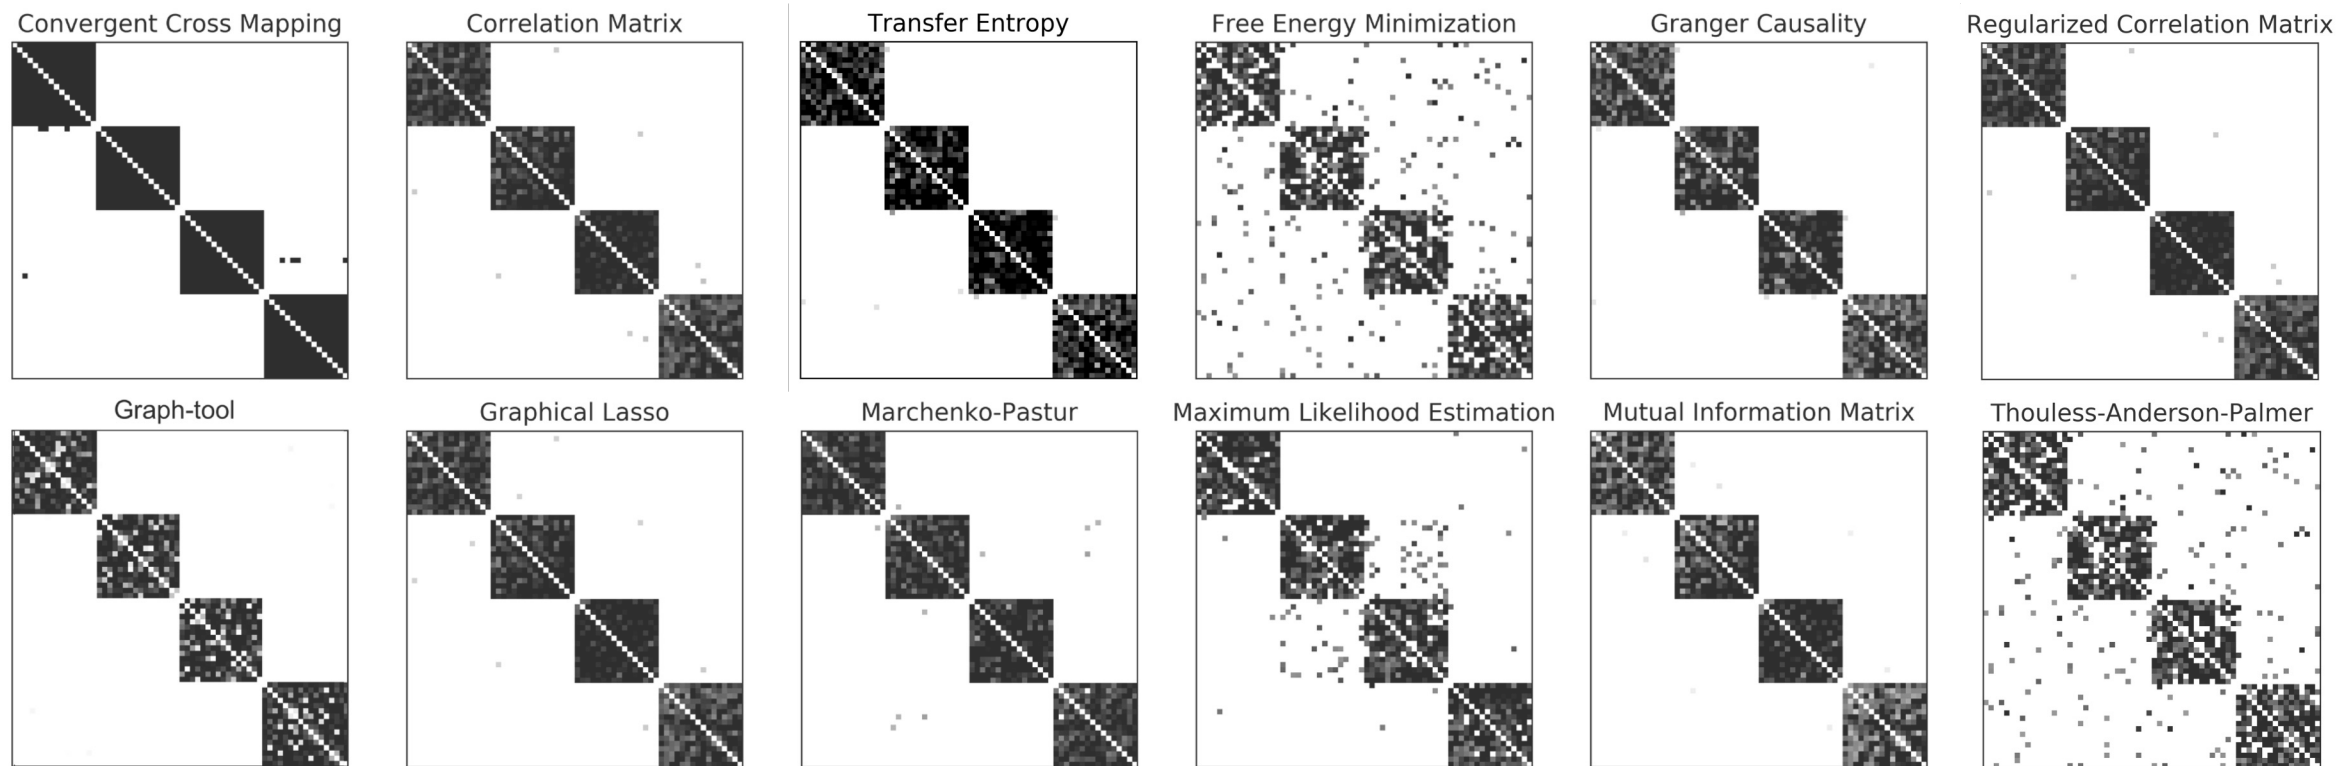 Convergent Cross Mapping
Correlation Matrix
Transfer Entropy
Free Energy Minimization
Granger Causality
Regularized Correlation Matrix
Graph-tool
Graphical Lasso
Marchenko-Pastur
Maximum Likelihood Estimation
Mutual Information Matrix
Thouless-Anderson-Palmer